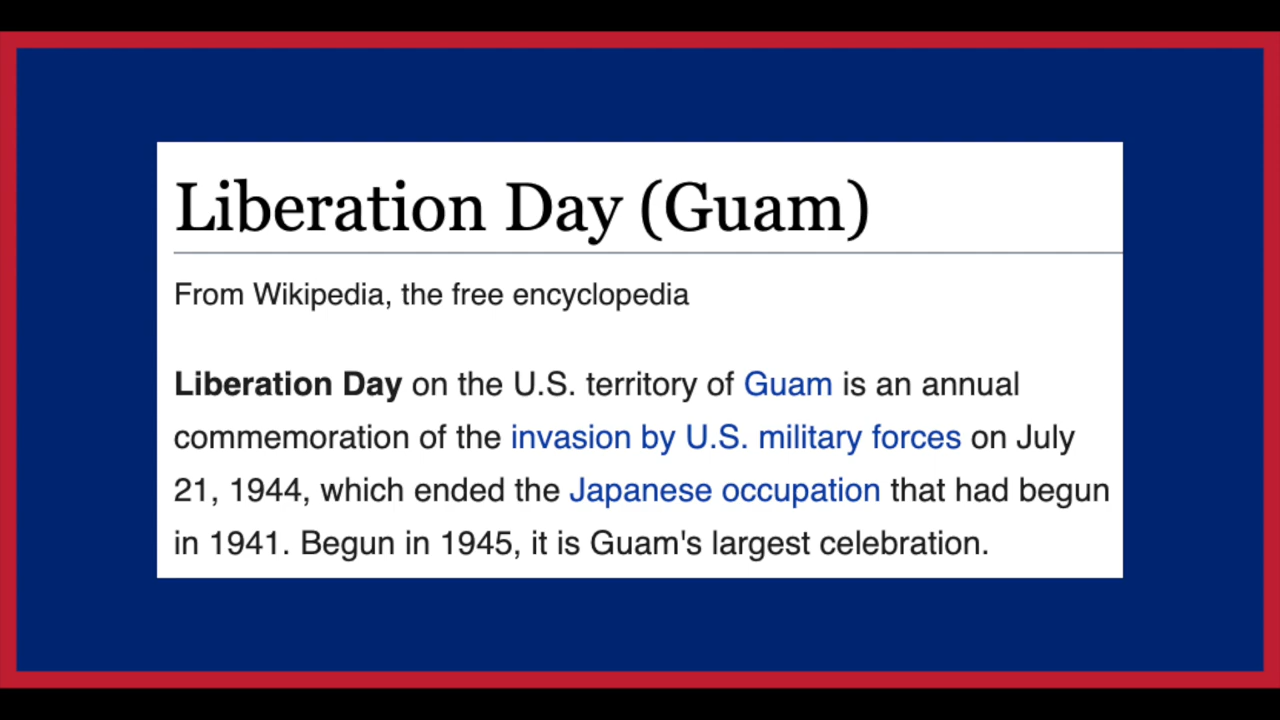 Liberation Day (Guam)
From Wikipedia, the free encyclopedia
Liberation Day on the U.S. territory of Guam is an annual
commemoration of the invasion by U.S. military forces on July
21, 1944, which ended the Japanese occupation that had begun
in 1941. Begun in 1945, it is Guam's largest celebration.